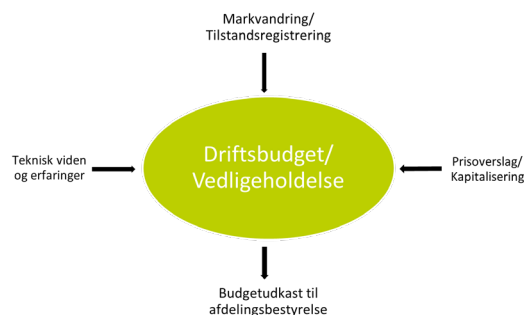 Markvandring/
Tilstandsregistrering
Teknisk viden
og erfaringer
Driftsbudget/
Vedligeholdelse
Prisoverslag/
Kapitalisering
Budgetudkast til
afdelingsbestyrelse